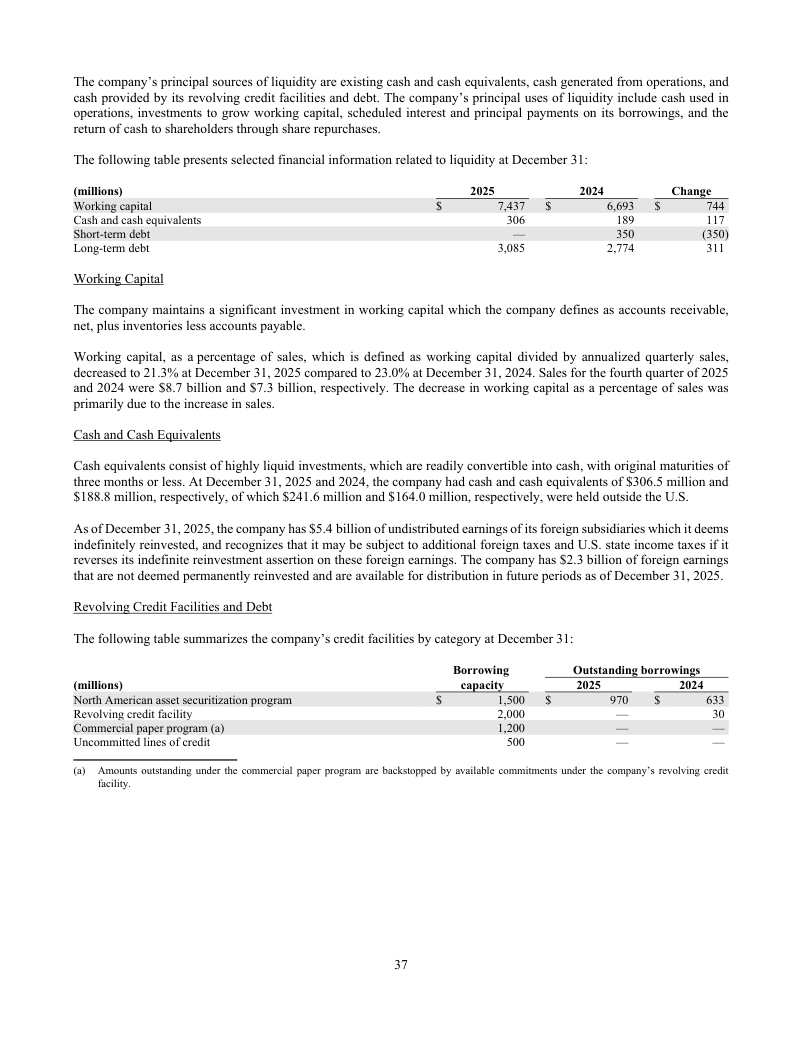 The company’s principal sources of liquidity are existing cash and cash equivalents, cash generated from operations, and
cash provided by its revolving credit facilities and debt. The company’s principal uses of liquidity include cash used in
operations, investments to grow working capital, scheduled interest and principal payments on its borrowings, and the
return of cash to shareholders through share repurchases.
The following table presents selected financial information related to liquidity at December 31:
(millions) 2025 2024 Change
Working capital $ 7,437 $ 6,693 $ 744
Cash and cash equivalents 306 189 117
Short-term debt — 350 (350)
Long-term debt 3,085 2,774 311
Working Capital
The company maintains a significant investment in working capital which the company defines as accounts receivable,
net, plus inventories less accounts payable.
Working capital, as a percentage of sales, which is defined as working capital divided by annualized quarterly sales,
decreased to 21.3% at December 31, 2025 compared to 23.0% at December 31, 2024. Sales for the fourth quarter of 2025
and 2024 were $8.7 billion and $7.3 billion, respectively. The decrease in working capital as a percentage of sales was
primarily due to the increase in sales.
Cash and Cash Equivalents
Cash equivalents consist of highly liquid investments, which are readily convertible into cash, with original maturities of
three months or less. At December 31, 2025 and 2024, the company had cash and cash equivalents of $306.5 million and
$188.8 million, respectively, of which $241.6 million and $164.0 million, respectively, were held outside the U.S.
As of December 31, 2025, the company has $5.4 billion of undistributed earnings of its foreign subsidiaries which it deems
indefinitely reinvested, and recognizes that it may be subject to additional foreign taxes and U.S. state income taxes if it
reverses its indefinite reinvestment assertion on these foreign earnings. The company has $2.3 billion of foreign earnings
that are not deemed permanently reinvested and are available for distribution in future periods as of December 31, 2025.
Revolving Credit Facilities and Debt
The following table summarizes the company’s credit facilities by category at December 31:
Borrowing Outstanding borrowings
(millions) capacity 2025 2024
North American asset securitization program $ 1,500 $ 970 $ 633
Revolving credit facility 2,000 — 30
Commercial paper program (a) 1,200 — —
Uncommitted lines of credit 500 — —
(a) Amounts outstanding under the commercial paper program are backstopped by available commitments under the company’s revolving credit
facility.
37